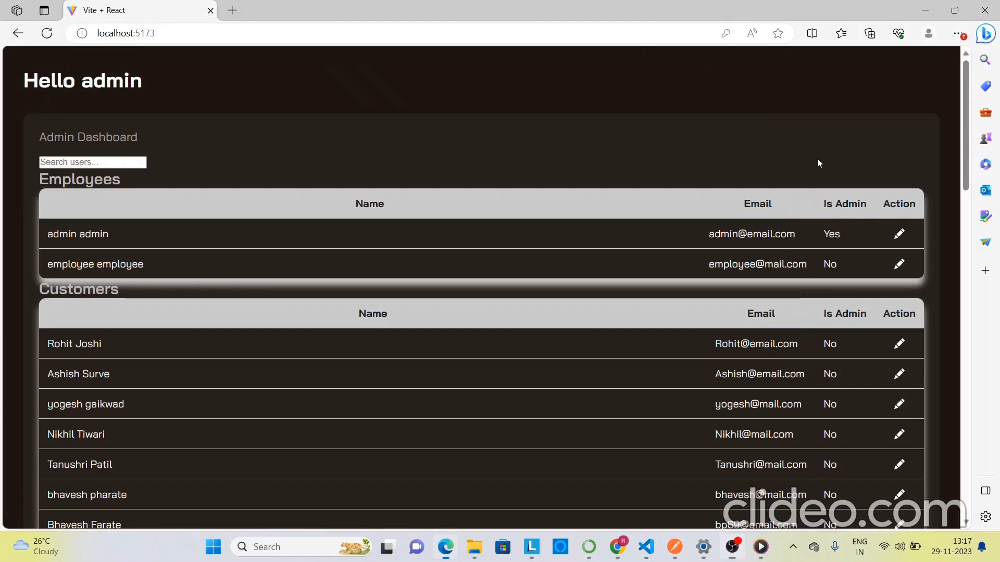 Vite + React
localhost:5173
Hello admin
Admin Dashboard
Search users...
Employees
Name Email Is Admin Action
admin admin admin@email.com Yes
employee employee employee@mail.com No
Customers
Name Email Is Admin Action
Rohit Joshi Rohit@email.com No
Ashish Surve Ashish@email.com No
yogesh gaikwad yogesh@mail.com No
Nikhil Tiwari Nikhil@mail.com No
Tanushri Patil Tanushri@mail.com No
bhavesh pharate bhavesh@mail.com No
Bhavesh Farate bp69@gmail.com No
clideo.com
26°C
Cloudy
Search
R
ENG
IN
13:17
29-11-2023